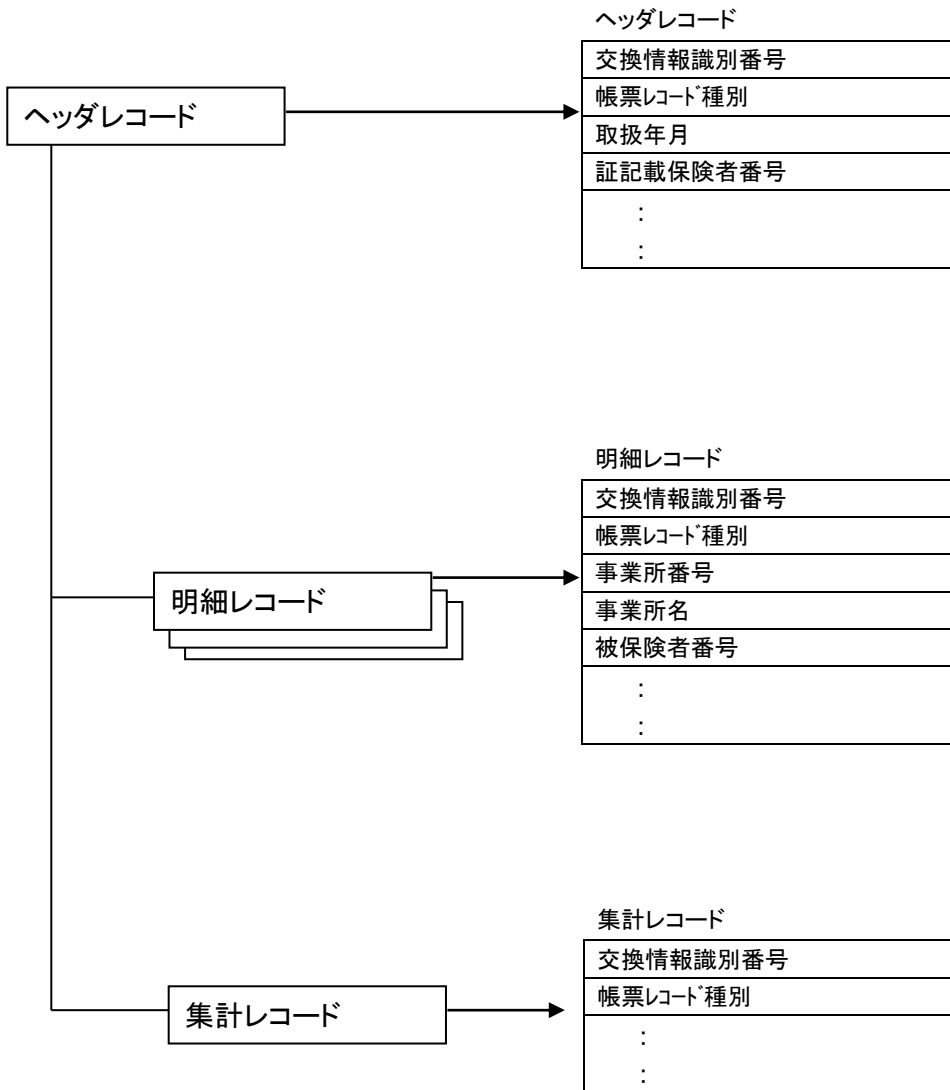 ヘッダレコード
ヘッダレコード
交換情報識別番号
帳票ﾚｺｰﾄﾞ種別
取扱年月
証記載保険者番号
:
:
明細レコード
明細レコード
交換情報識別番号
帳票ﾚｺｰﾄﾞ種別
事業所番号
事業所名
被保険者番号
:
:
集計レコード
集計レコード
交換情報識別番号
帳票ﾚｺｰﾄﾞ種別
:
: